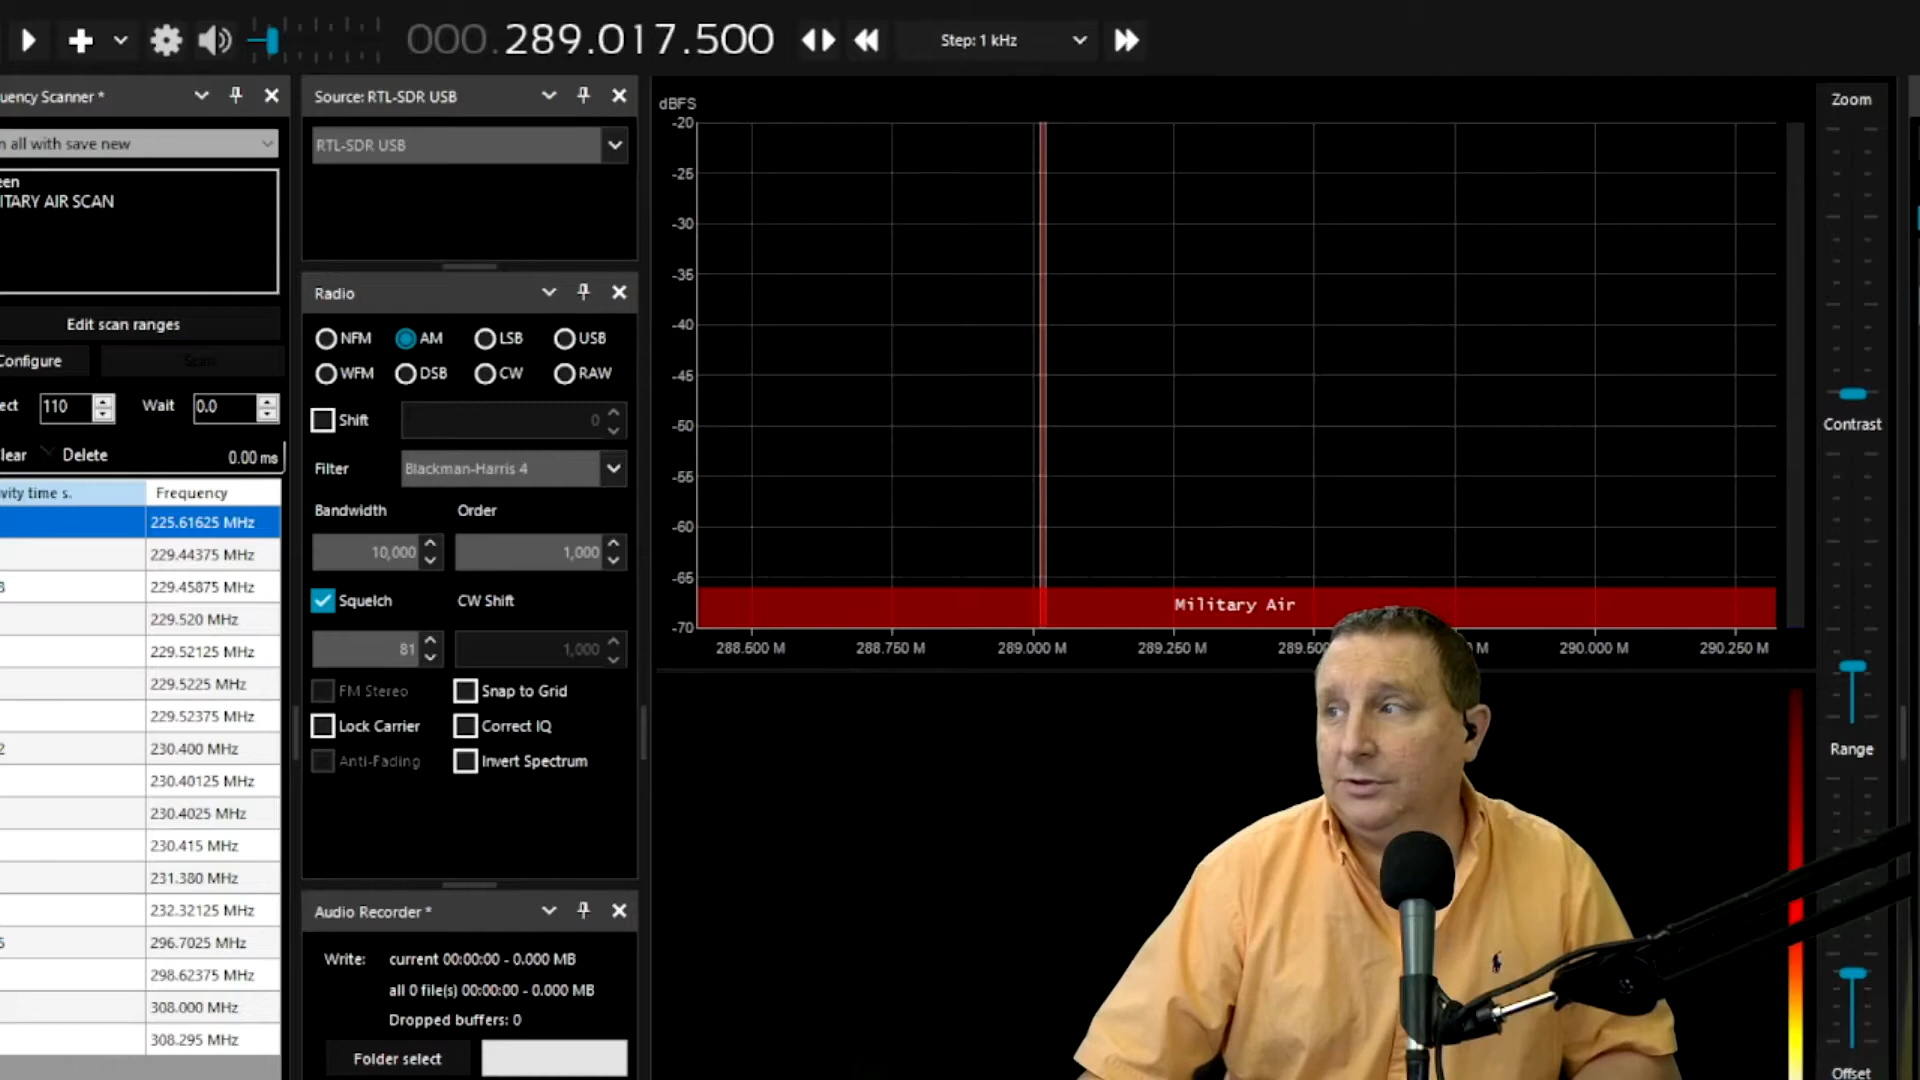 000.289.017.500
Step: 1 kHz
uency Scanner *
n all with save new
een
ITARY AIR SCAN
Edit scan ranges
Configure
Scan
ect 110 Wait 0.0
lear Delete 0.00 ms
vity time s. Frequency
225.61625 MHz
229.44375 MHz
229.45875 MHz
229.520 MHz
229.52125 MHz
229.5225 MHz
229.52375 MHz
2 230.400 MHz
230.40125 MHz
230.4025 MHz
230.415 MHz
231.380 MHz
232.32125 MHz
296.7025 MHz
298.62375 MHz
308.000 MHz
308.295 MHz
Source: RTL-SDR USB
RTL-SDR USB
Radio
NFM AM LSB USB
WFM DSB CW RAW
Shift 0
Filter Blackman-Harris 4
Bandwidth Order
10,000 1,000
Squelch CW Shift
81 1,000
FM Stereo Snap to Grid
Lock Carrier Correct IQ
Anti-Fading Invert Spectrum
Audio Recorder *
Write: current 00:00:00 - 0.000 MB
all 0 file(s) 00:00:00 - 0.000 MB
Dropped buffers: 0
Folder select
dBFS
-20
-25
-30
-35
-40
-45
-50
-55
-60
-65
-70
Military Air
288.500 M 288.750 M 289.000 M 289.250 M 289.500 290.000 M 290.250 M
Zoom
Contrast
Range
Offset